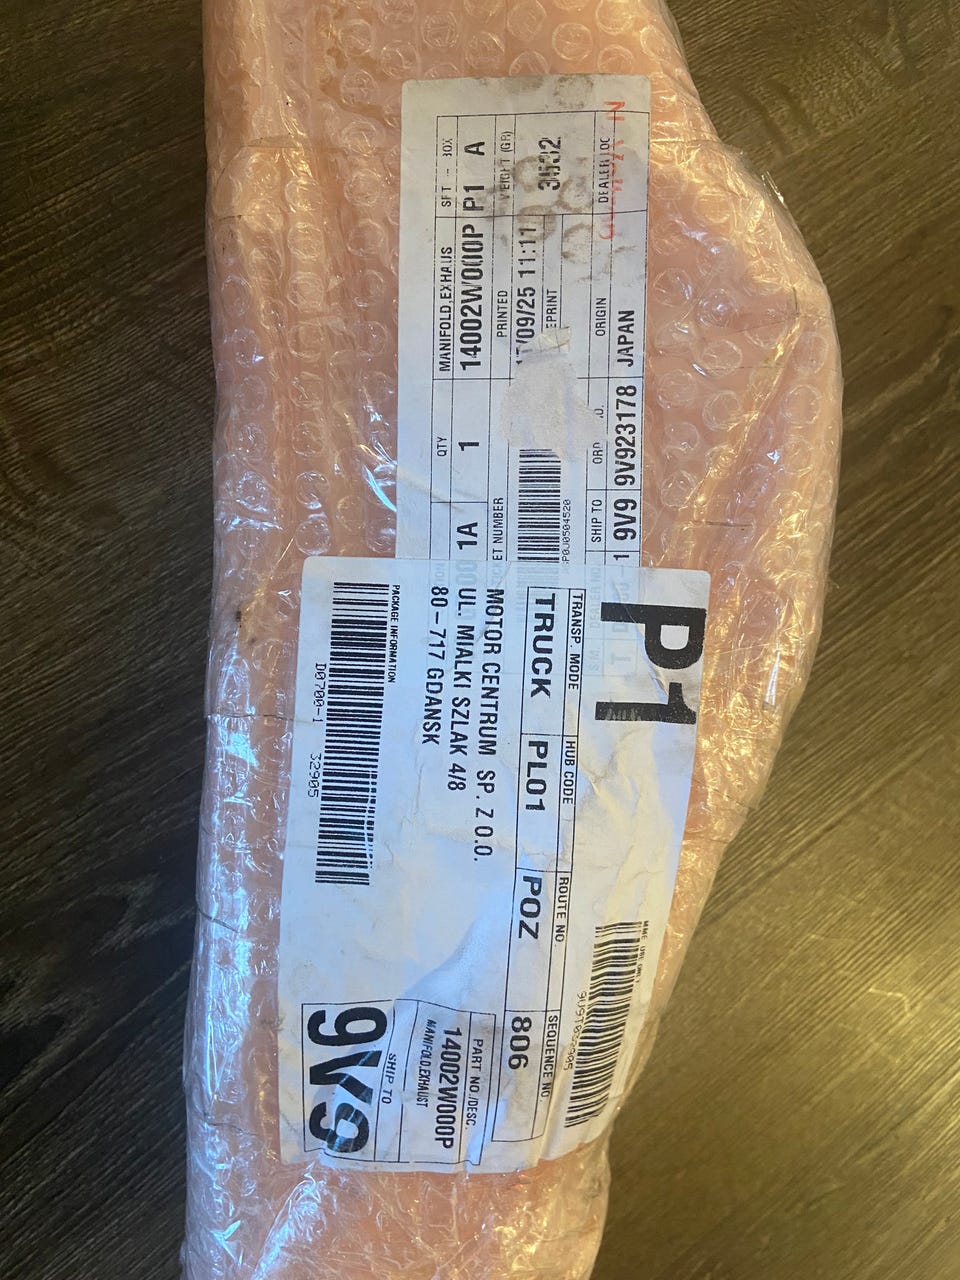 SFT - BOX
MANIFOLD,EXHAUS
QTY
14002W000P P1 A
1
1A
WEIGHT (GR)
PRINTED
3632
17/09/25 11:11
P0J0504520
DEALER LOC
ORIGIN
SHIP TO
JAPAN
9V923178
9V9
P1
TRANSP. MODE
HUB CODE
ROUTE NO
SEQUENCE NO
TRUCK
PL01
POZ
806
MOTOR CENTRUM SP. Z O.O.
UL. MIALKI SZLAK 4/8
80-717 GDANSK
PART NO./DESC.
14002W000P
MANIFOLD,EXHAUST
SHIP TO
9V9
PACKAGE INFORMATION
D0700-1 32905